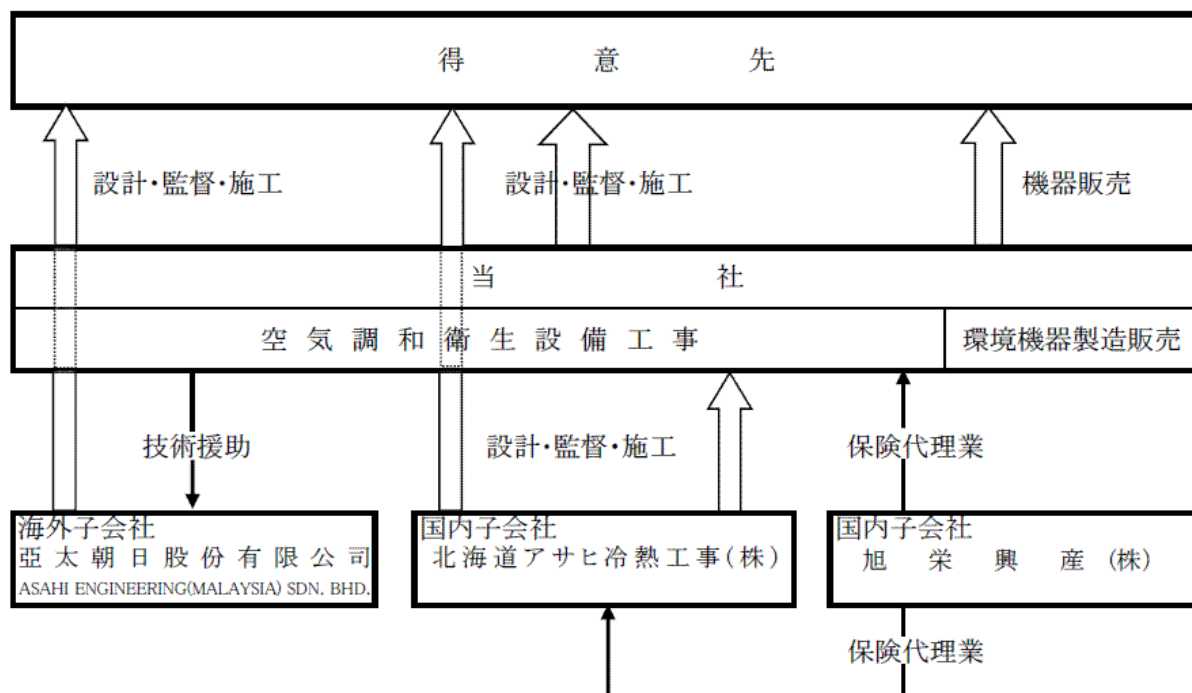 得意先
設計・監督・施工
設計・監督・施工
機器販売
当社
空気調和衛生設備工事
環境機器製造販売
技術援助
設計・監督・施工
保険代理業
海外子会社
亞太朝日股份有限公司
ASAHI ENGINEERING(MALAYSIA) SDN. BHD.
国内子会社
北海道アサヒ冷熱工事(株)
国内子会社
旭栄興産(株)
保険代理業